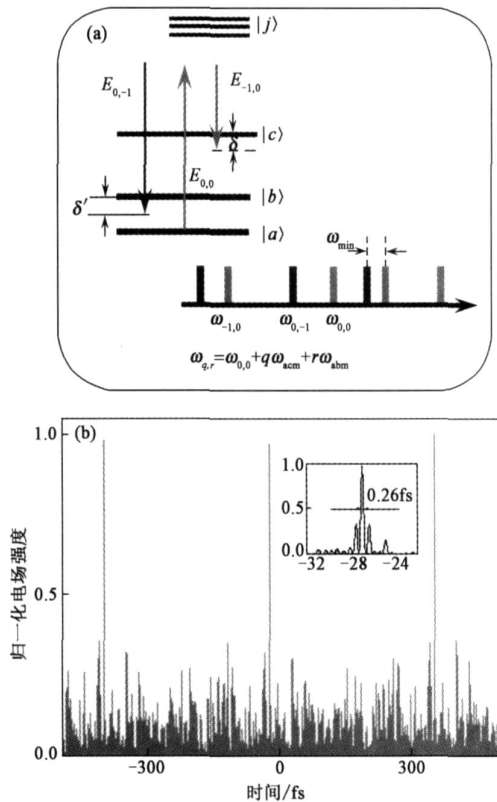 (a)
|j⟩
E₀,₋₁
E₋₁,₀
|c⟩
δ
E₀,₀
δ′
|b⟩
|a⟩
ωmin
ω₋₁,₀
ω₀,₋₁
ω₀,₀
ωq,r=ω₀,₀+qωacm+rωabm
(b)
1.0
0.5
0.0
归一化电场强度
1.0
0.5
0.0
0.26fs
−32
−28
−24
−300
0
300
时间/fs